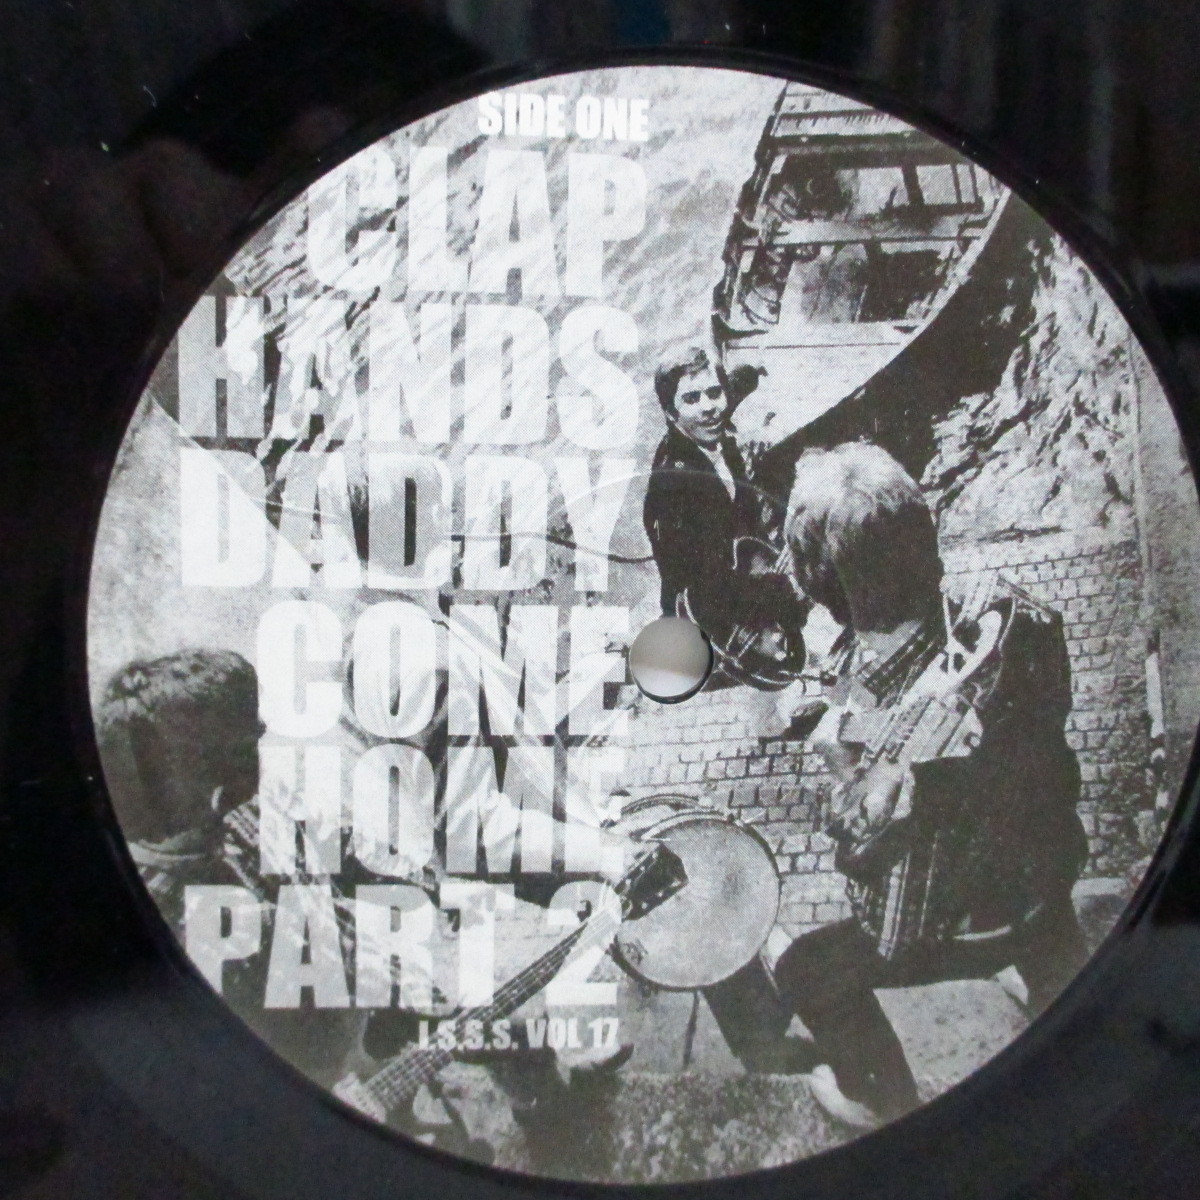 SIDE ONE
CLAP
HANDS
DADDY
COME
HOME
PART 2
I.S.S.S. VOL 17